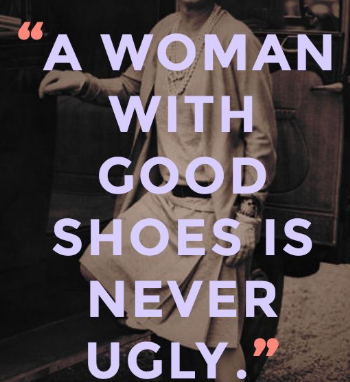 “A WOMAN
WITH
GOOD
SHOES IS
NEVER
UGLY.”